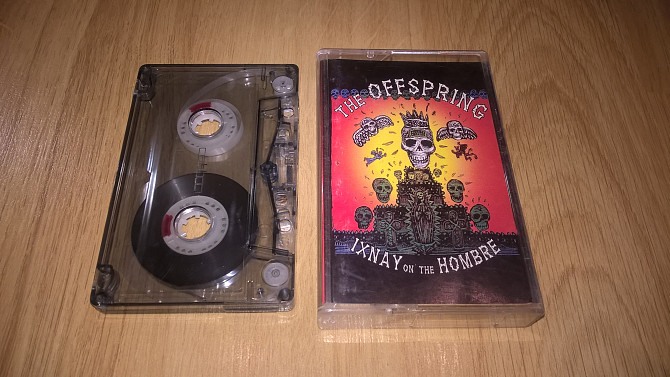 THE OFFSPRING
IXNAY ON THE HOMBRE